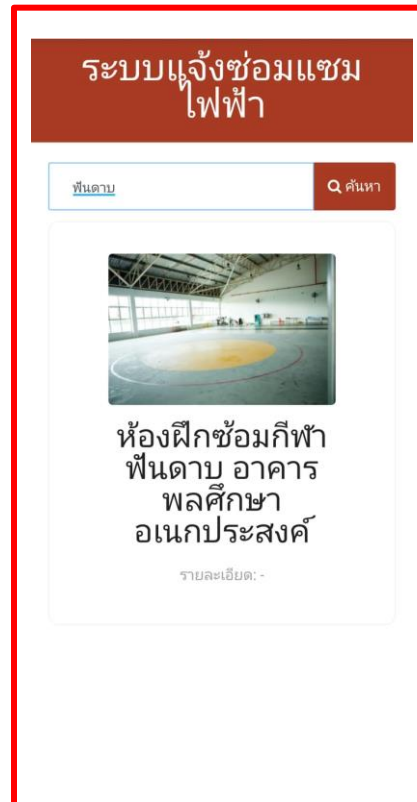 ระบบแจ้งซ่อมแซม
ไฟฟ้า
ฟันดาบ
ค้นหา
ห้องฝึกซ้อมกีฬา
ฟันดาบ อาคาร
พลศึกษา
อเนกประสงค์
รายละเอียด: -